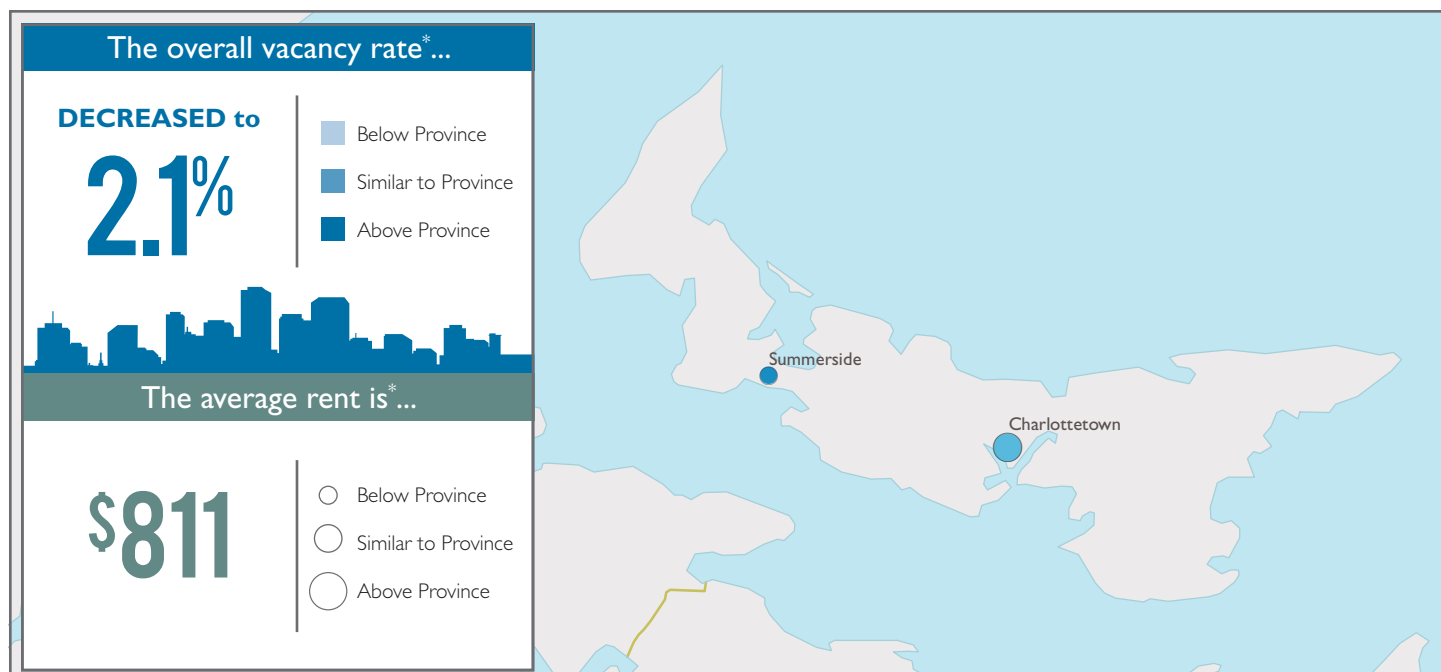 The overall vacancy rate*...
DECREASED to
2.1%
Below Province
Similar to Province
Above Province
The average rent is*...
$811
Below Province
Similar to Province
Above Province
Summerside
Charlottetown